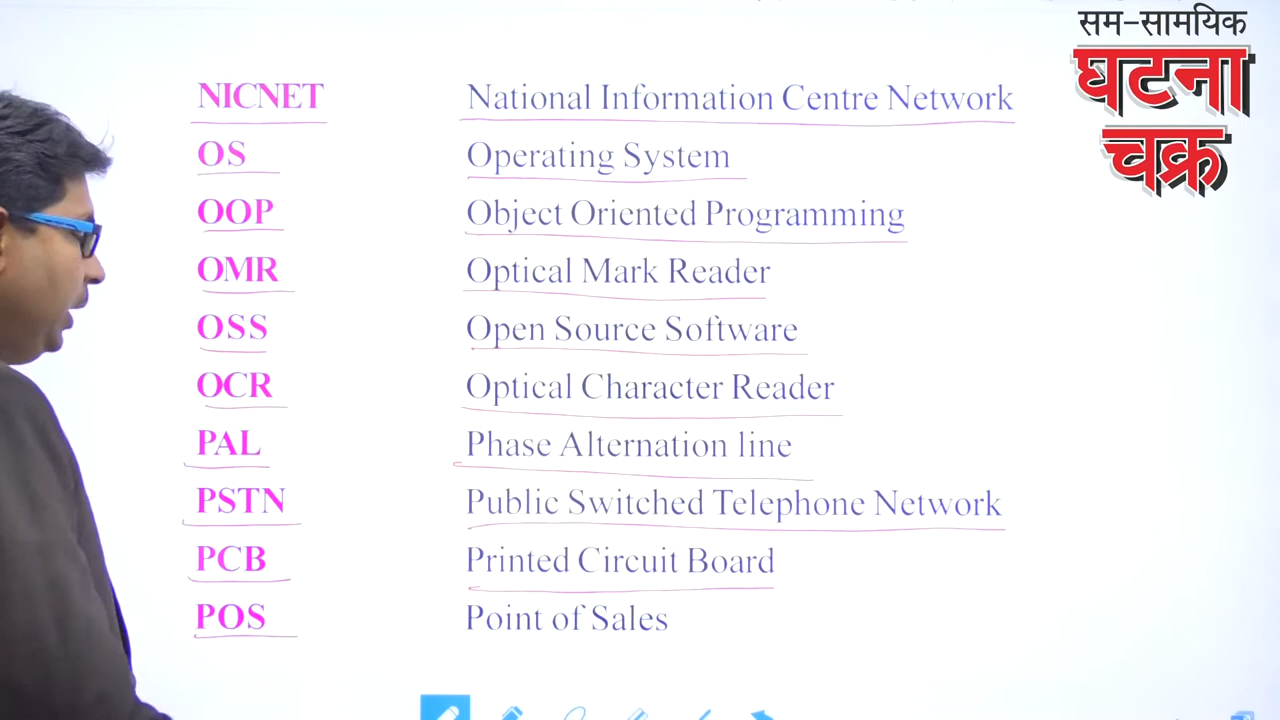 सम-सामयिक
घटना
चक्र
NICNET National Information Centre Network
OS Operating System
OOP Object Oriented Programming
OMR Optical Mark Reader
OSS Open Source Software
OCR Optical Character Reader
PAL Phase Alternation line
PSTN Public Switched Telephone Network
PCB Printed Circuit Board
POS Point of Sales